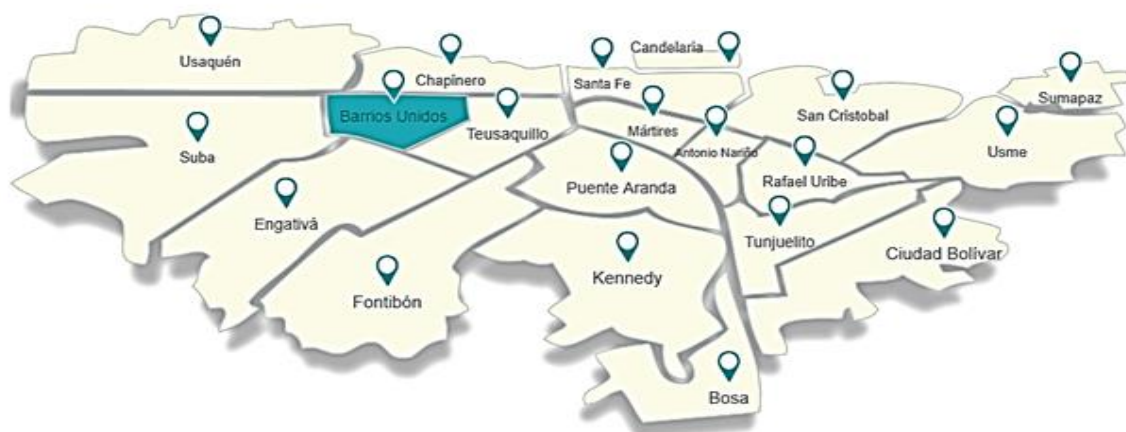 Usaquén
Chapinero
Santa Fe
Candelaria
Sumapaz
Barrios Unidos
Teusaquillo
Mártires
San Cristobal
Suba
Antonio Nariño
Usme
Puente Aranda
Rafael Uribe
Engativá
Tunjuelito
Ciudad Bolívar
Fontibón
Kennedy
Bosa